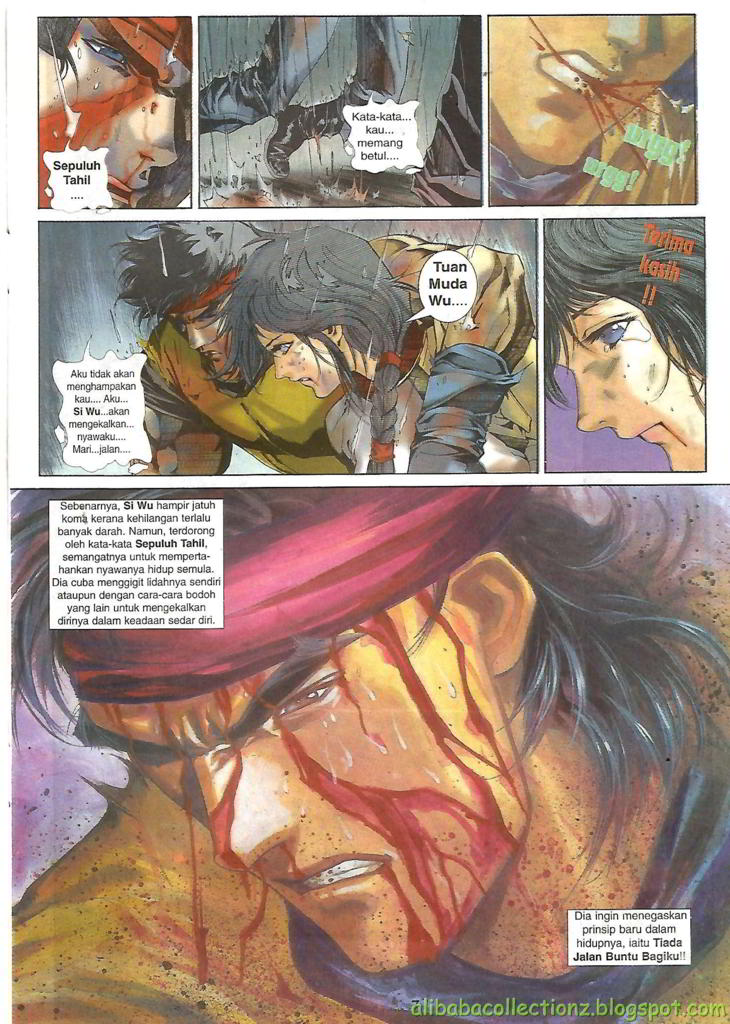 Sepuluh
Tahil
....
Kata-kata...
kau...
memang
betul....
urgg!
urgg!
Aku tidak akan
menghampakan
kau.... Aku...
Si Wu...akan
mengekalkan...
nyawaku....
Mari...jalan....
Tuan
Muda
Wu....
Terima
kasih
!!
Sebenarnya, Si Wu hampir jatuh
koma kerana kehilangan terlalu
banyak darah. Namun, terdorong
oleh kata-kata Sepuluh Tahil,
semangatnya untuk memperta-
hankan nyawanya hidup semula.
Dia cuba menggigit lidahnya sendiri
ataupun dengan cara-cara bodoh
yang lain untuk mengekalkan
dirinya dalam keadaan sedar diri.
Dia ingin menegaskan
prinsip baru dalam
hidupnya, iaitu Tiada
Jalan Buntu Bagiku!!
alibabacollectionz.blogspot.com